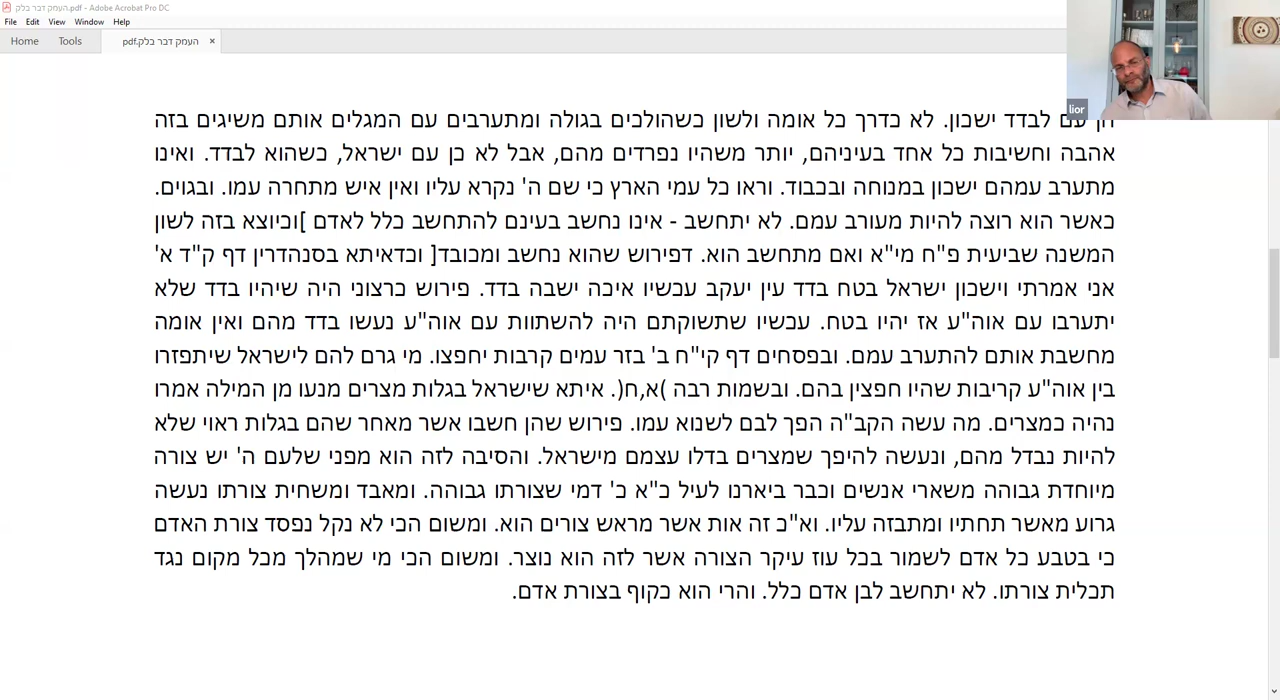 העמק דבר בלק.pdf - Adobe Acrobat Pro DC
File Edit View Window Help
Home Tools העמק דבר בלק.pdf ×
lior
הן עם לבדד ישכון. לא כדרך כל אומה ולשון כשהולכים בגולה ומתערבים עם המגלים אותם משיגים בזה
אהבה וחשיבות כל אחד בעיניהם, יותר משהיו נפרדים מהם, אבל לא כן עם ישראל, כשהוא לבדד. ואינו
מתערב עמהם ישכון במנוחה ובכבוד. וראו כל עמי הארץ כי שם ה' נקרא עליו ואין איש מתחרה עמו. ובגוים.
כאשר הוא רוצה להיות מעורב עמם. לא יתחשב - אינו נחשב בעינם להתחשב כלל לאדם ]וכיוצא בזה לשון
המשנה שביעית פ"ח מי"א ואם מתחשב הוא. דפירוש שהוא נחשב ומכובד[ וכדאיתא בסנהדרין דף ק"ד א'
אני אמרתי וישכון ישראל בטח בדד עין יעקב עכשיו איכה ישבה בדד. פירוש כרצוני היה שיהיו בדד שלא
יתערבו עם אוה"ע אז יהיו בטח. עכשיו שתשוקתם היה להשתוות עם אוה"ע נעשו בדד מהם ואין אומה
מחשבת אותם להתערב עמם. ובפסחים דף קי"ח ב' בזר עמים קרבות יחפצו. מי גרם להם לישראל שיתפזרו
בין אוה"ע קריבות שהיו חפצין בהם. ובשמות רבה )א,ח(. איתא שישראל בגלות מצרים מנעו מן המילה אמרו
נהיה כמצרים. מה עשה הקב"ה הפך לבם לשנוא עמו. פירוש שהן חשבו אשר מאחר שהם בגלות ראוי שלא
להיות נבדל מהם, ונעשה להיפך שמצרים בדלו עצמם מישראל. והסיבה לזה הוא מפני שלעם ה' יש צורה
מיוחדת גבוהה משארי אנשים וכבר ביארנו לעיל כ"א כ' דמי שצורתו גבוהה. ומאבד ומשחית צורתו נעשה
גרוע מאשר תחתיו ומתבזה עליו. וא"כ זה אות אשר מראש צורים הוא. ומשום הכי לא נקל נפסד צורת האדם
כי בטבע כל אדם לשמור בכל עוז עיקר הצורה אשר לזה הוא נוצר. ומשום הכי מי שמהלך מכל מקום נגד
תכלית צורתו. לא יתחשב לבן אדם כלל. והרי הוא כקוף בצורת אדם.